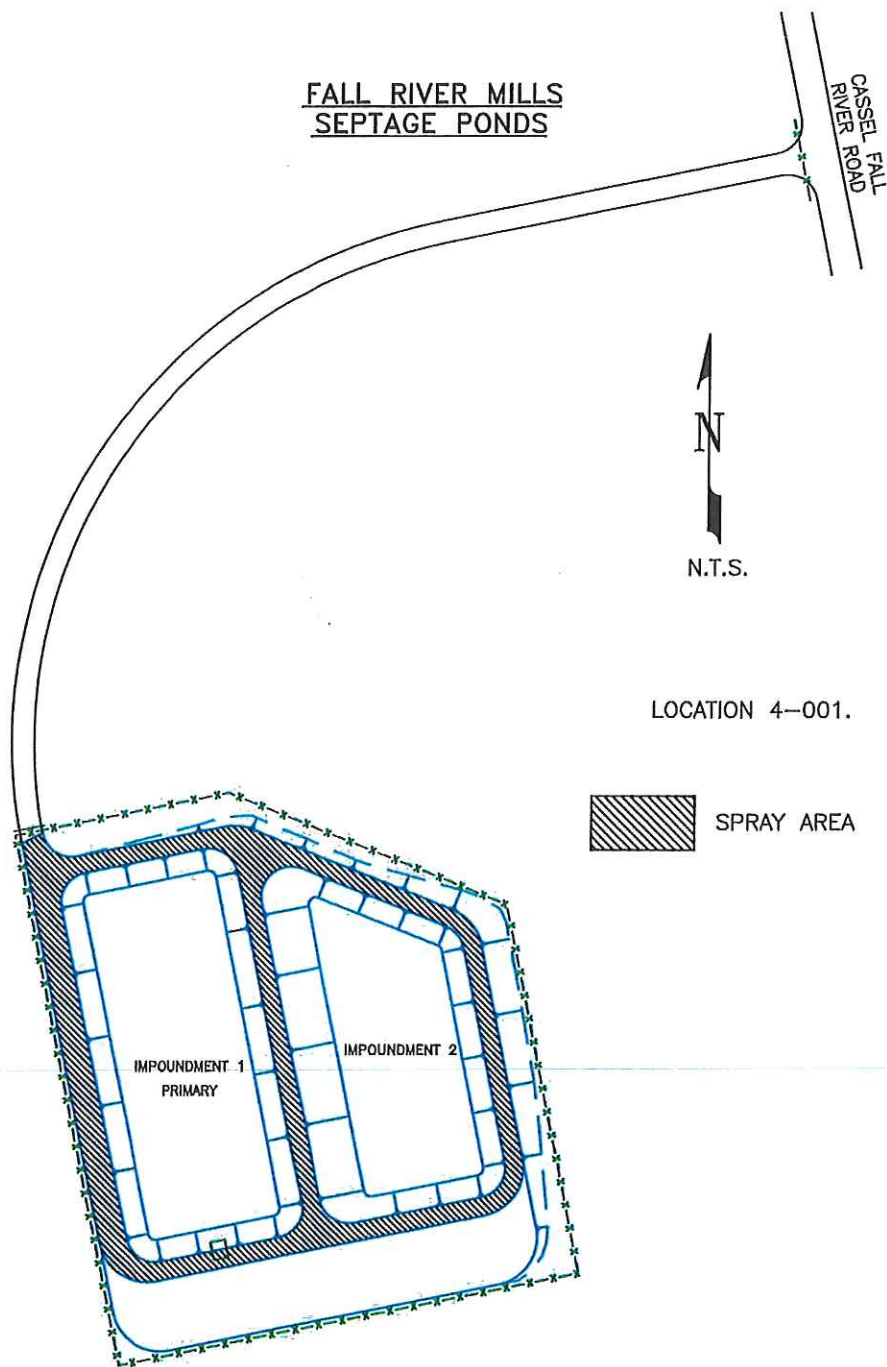 FALL RIVER MILLS
SEPTAGE PONDS
CASSEL FALL
RIVER ROAD
N
N.T.S.
LOCATION 4-001.
SPRAY AREA
IMPOUNDMENT 1
PRIMARY
IMPOUNDMENT 2